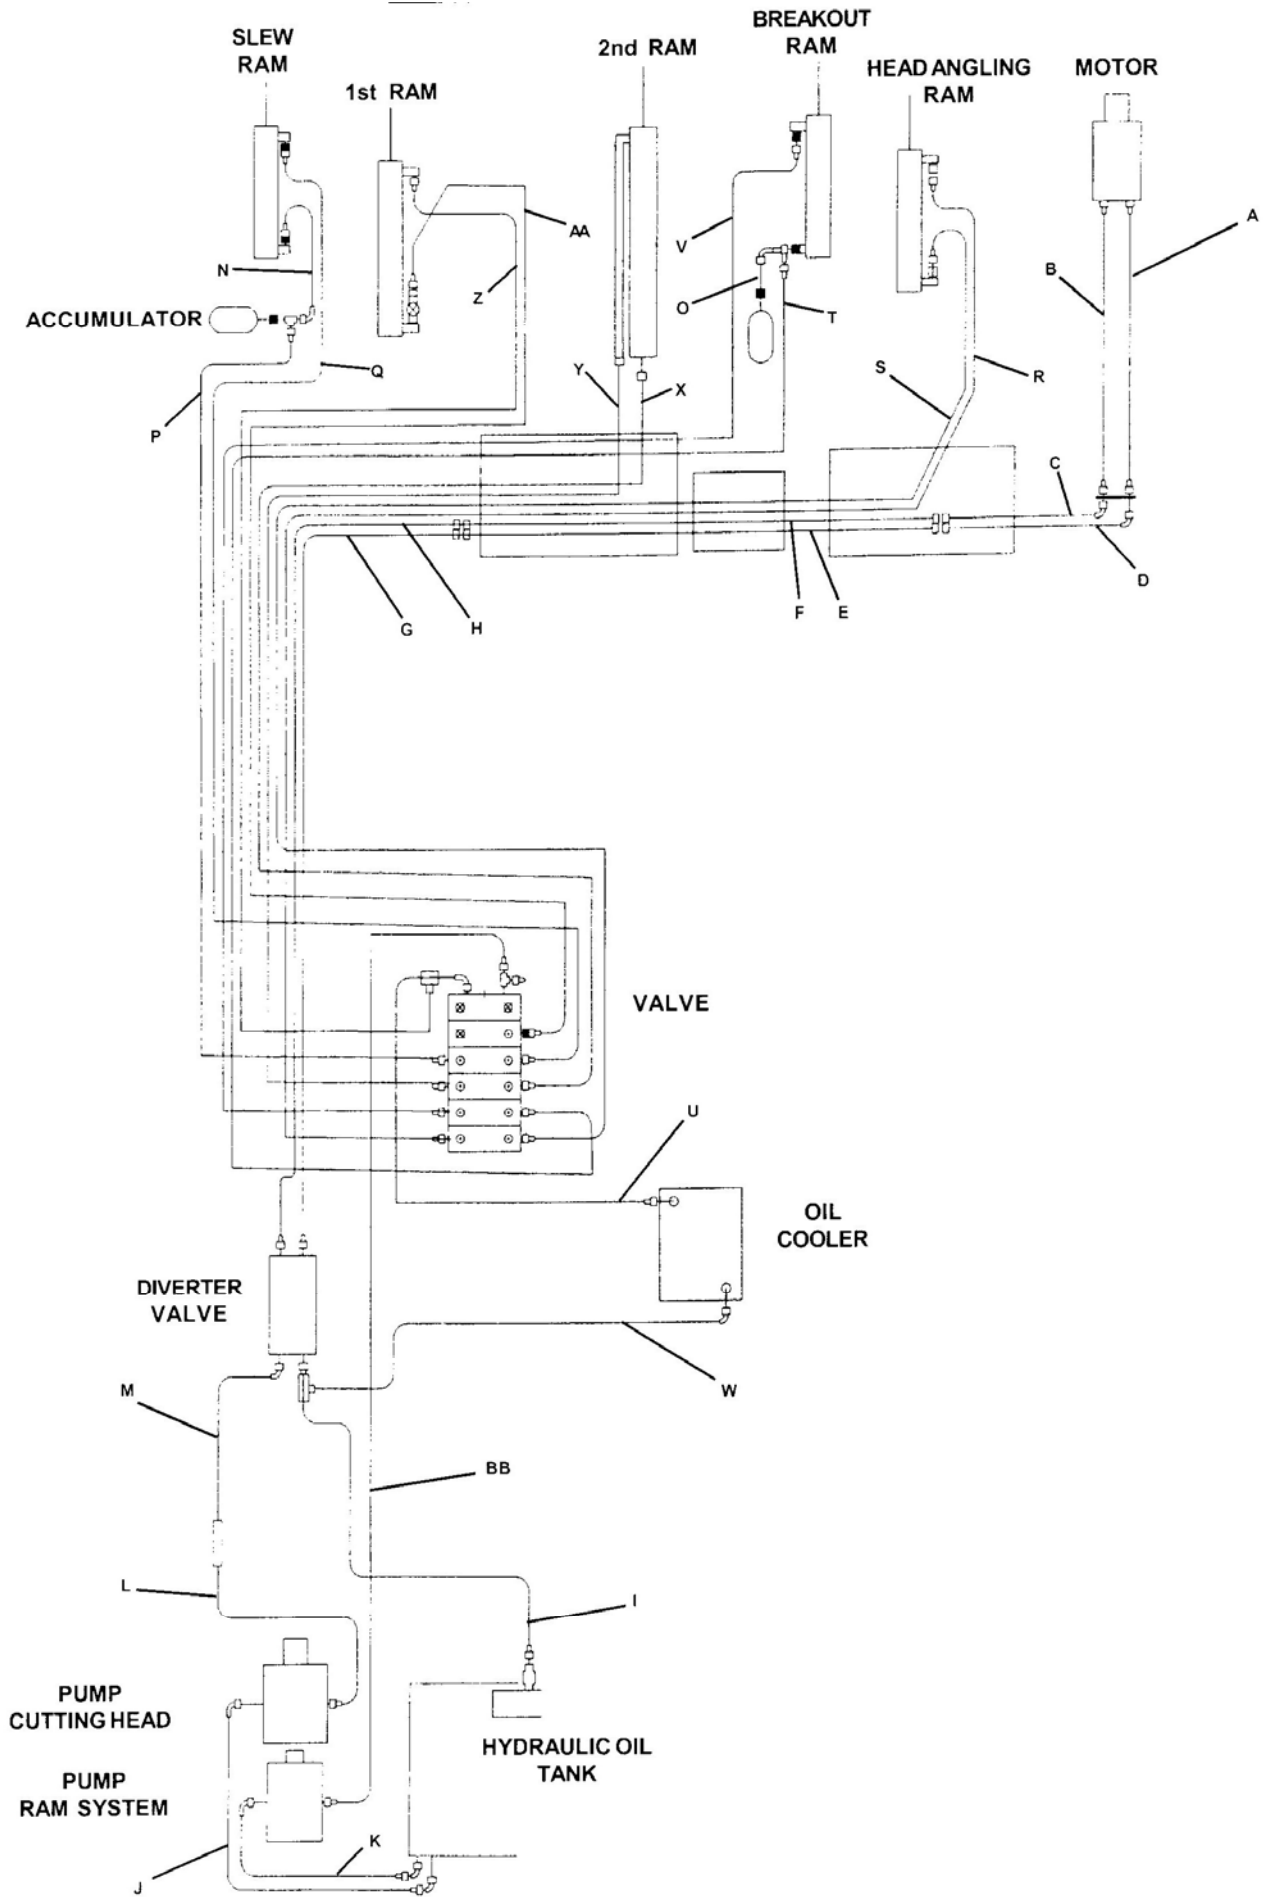 SLEW
RAM
1st RAM
2nd RAM
BREAKOUT
RAM
HEAD ANGLING
RAM
MOTOR
AA
Z
N
V
O
T
B
A
ACCUMULATOR
Q
P
Y
X
S
R
C
D
G
H
F
E
VALVE
U
OIL
COOLER
DIVERTER
VALVE
M
W
BB
L
I
PUMP
CUTTING HEAD
HYDRAULIC OIL
TANK
PUMP
RAM SYSTEM
K
J